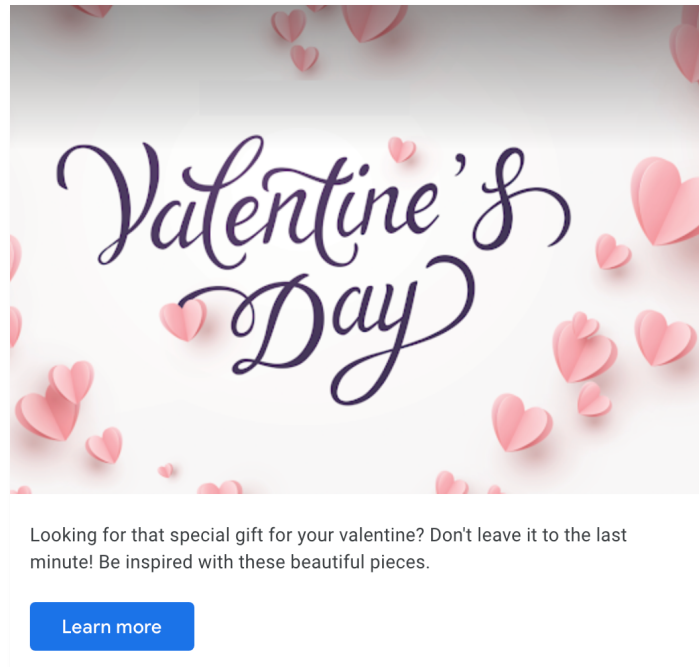 Valentine's
Day
Looking for that special gift for your valentine? Don't leave it to the last
minute! Be inspired with these beautiful pieces.
Learn more